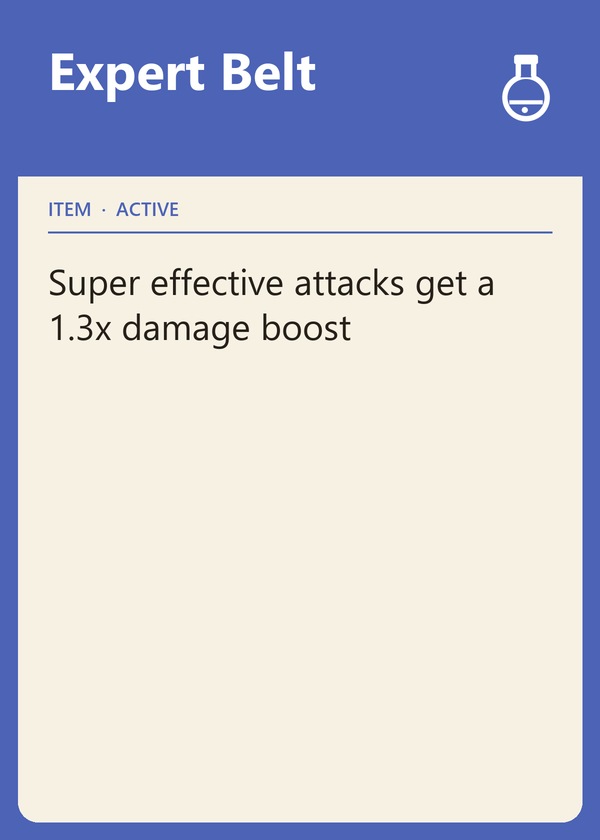 Expert Belt
ITEM · ACTIVE
Super effective attacks get a
1.3x damage boost